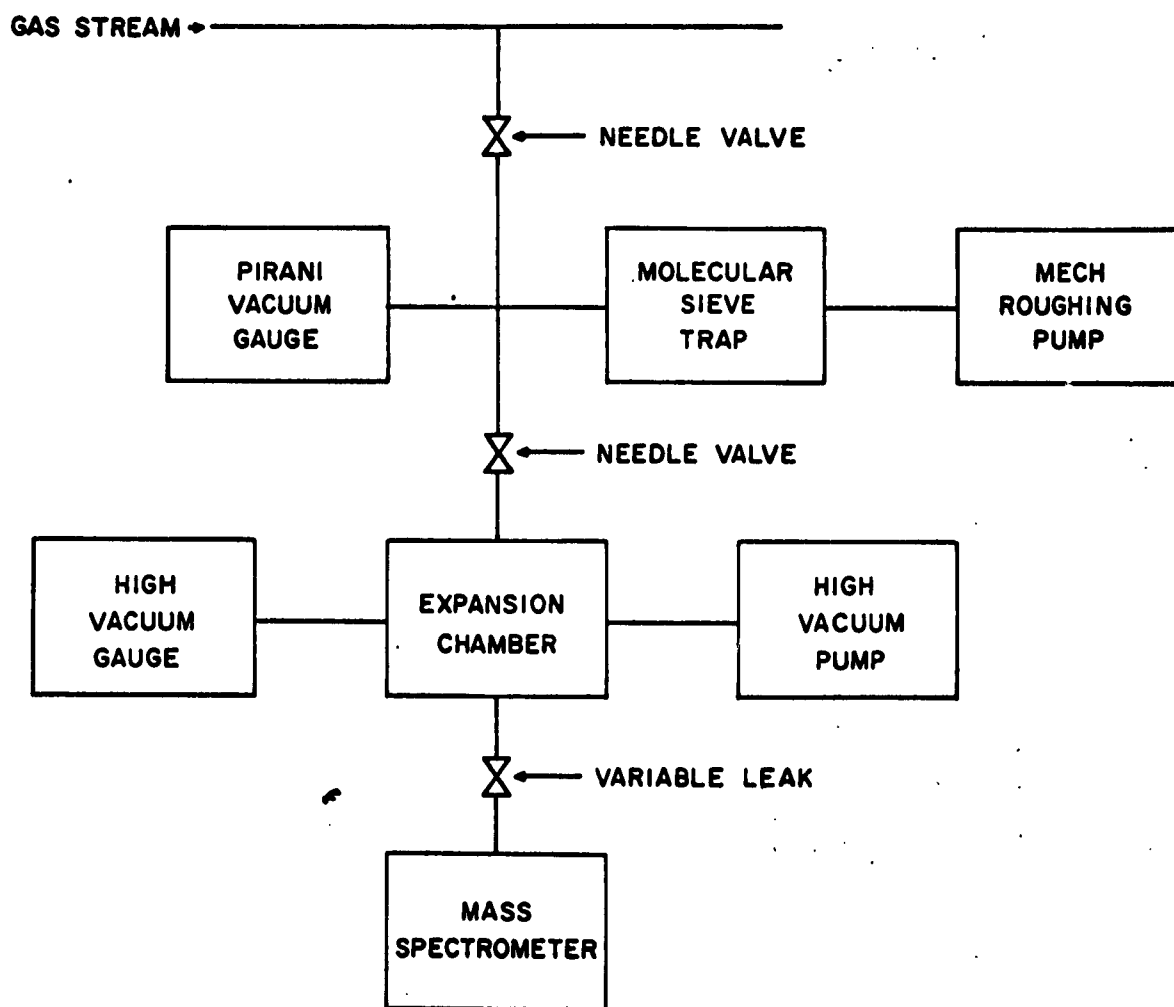 GAS STREAM
NEEDLE VALVE
PIRANI
VACUUM
GAUGE
MOLECULAR
SIEVE
TRAP
MECH
ROUGHING
PUMP
NEEDLE VALVE
HIGH
VACUUM
GAUGE
EXPANSION
CHAMBER
HIGH
VACUUM
PUMP
VARIABLE LEAK
MASS
SPECTROMETER